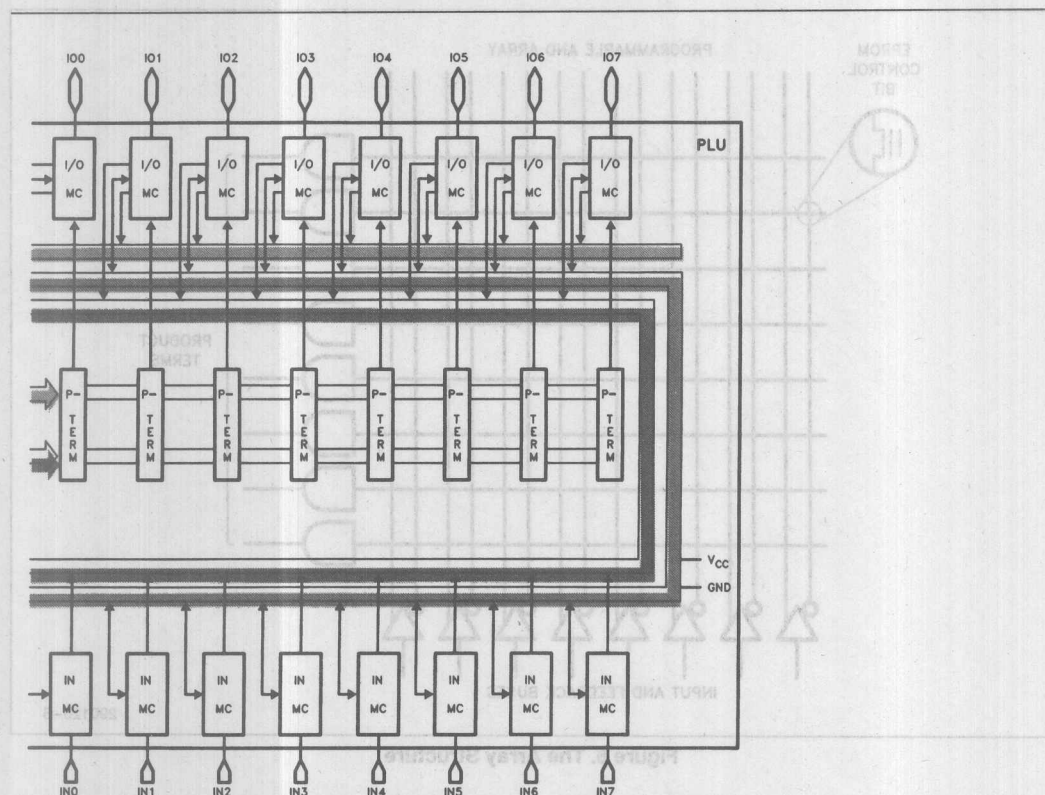 PROGRAMMABLE AND ARRAY
EPROM
CONTROL
BIT
IO0 IO1 IO2 IO3 IO4 IO5 IO6 IO7
PLU
I/O I/O I/O I/O I/O I/O I/O I/O
MC MC MC MC MC MC MC MC
PRODUCT
TERMS
P-TERM P-TERM P-TERM P-TERM P-TERM P-TERM P-TERM P-TERM
VCC
GND
IN IN IN IN IN IN IN IN
MC MC MC MC MC MC MC MC
INPUT AND FEEDBACK
The Array Structure
IN0 IN1 IN2 IN3 IN4 IN5 IN6 IN7